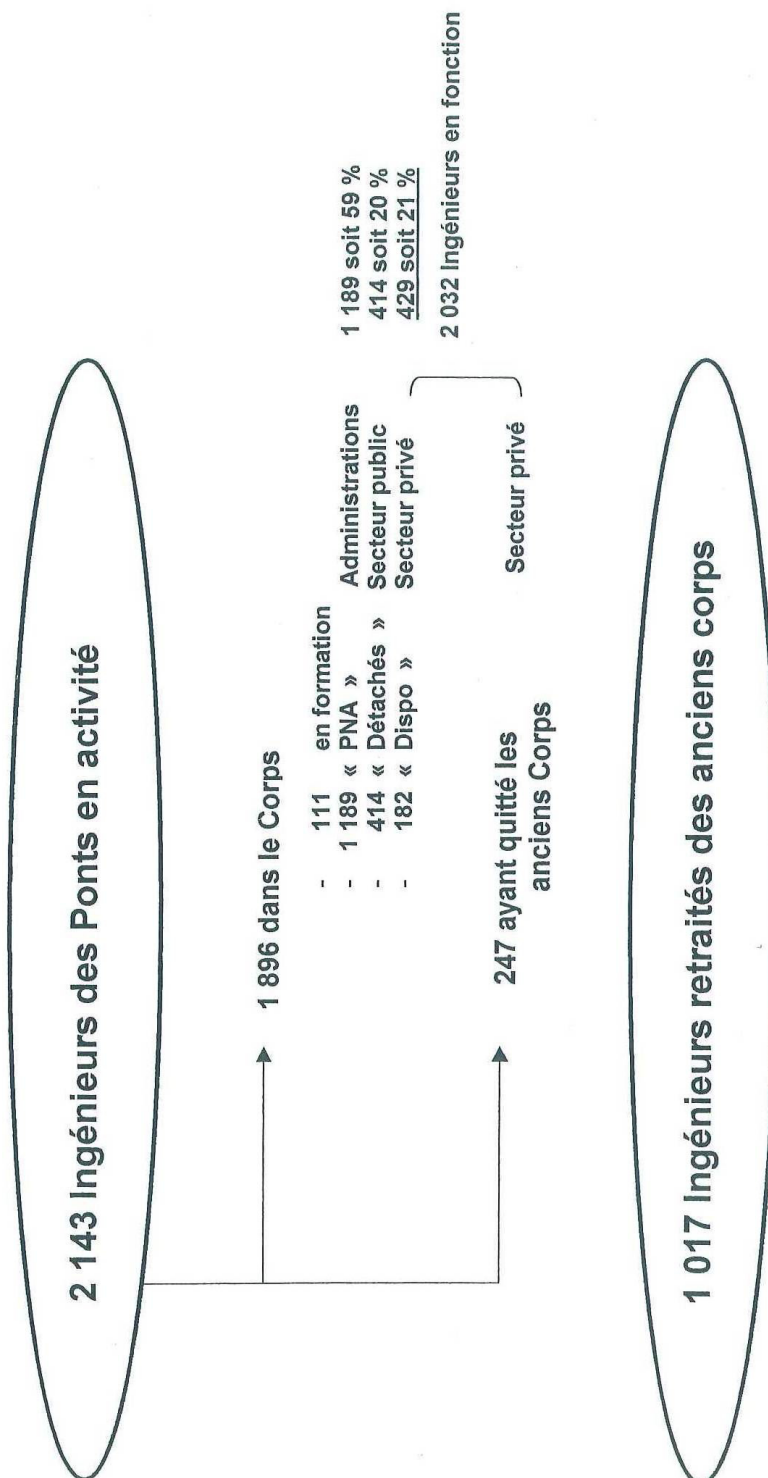 2 143 Ingénieurs des Ponts en activité
1 896 dans le Corps
- 111 en formation
- 1 189 « PNA » Administrations 1 189 soit 59 %
- 414 « Détachés » Secteur public 414 soit 20 %
- 182 « Dispo » Secteur privé 429 soit 21 %
2 032 Ingénieurs en fonction
247 ayant quitté les Secteur privé
anciens Corps
1 017 Ingénieurs retraités des anciens corps